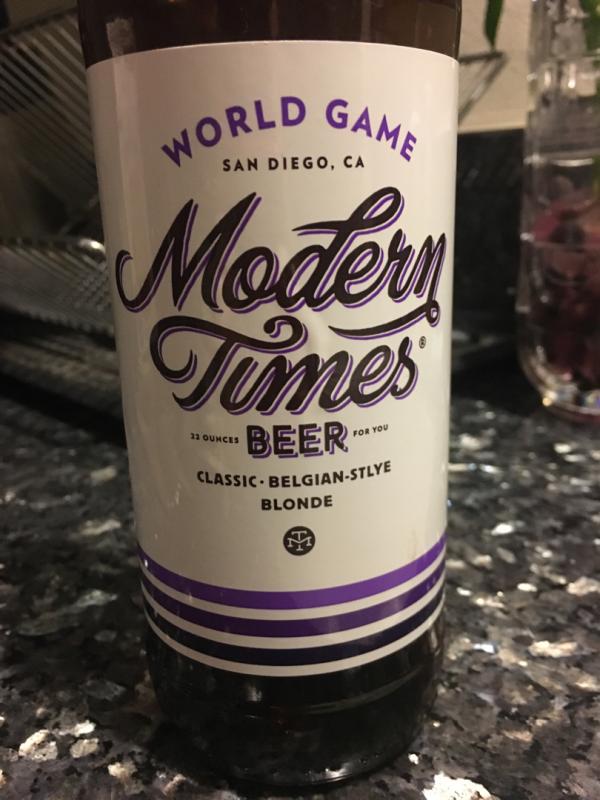 WORLD GAME
SAN DIEGO, CA
Modern
Times®
22 OUNCES BEER FOR YOU
CLASSIC · BELGIAN-STLYE
BLONDE